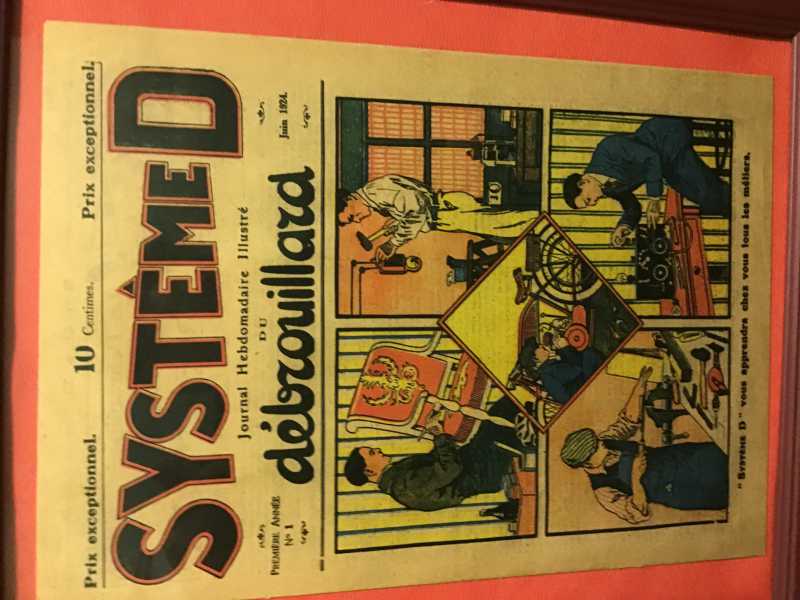 Prix exceptionnel. 10 Centimes. Prix exceptionnel.
SYSTÈME D
Journal Hebdomadaire Illustré
PREMIÈRE ANNÉE
N° 1
DU
Juin 1924.
débrouillard
10
"SYSTÈME D" vous apprendra chez vous tous les métiers.